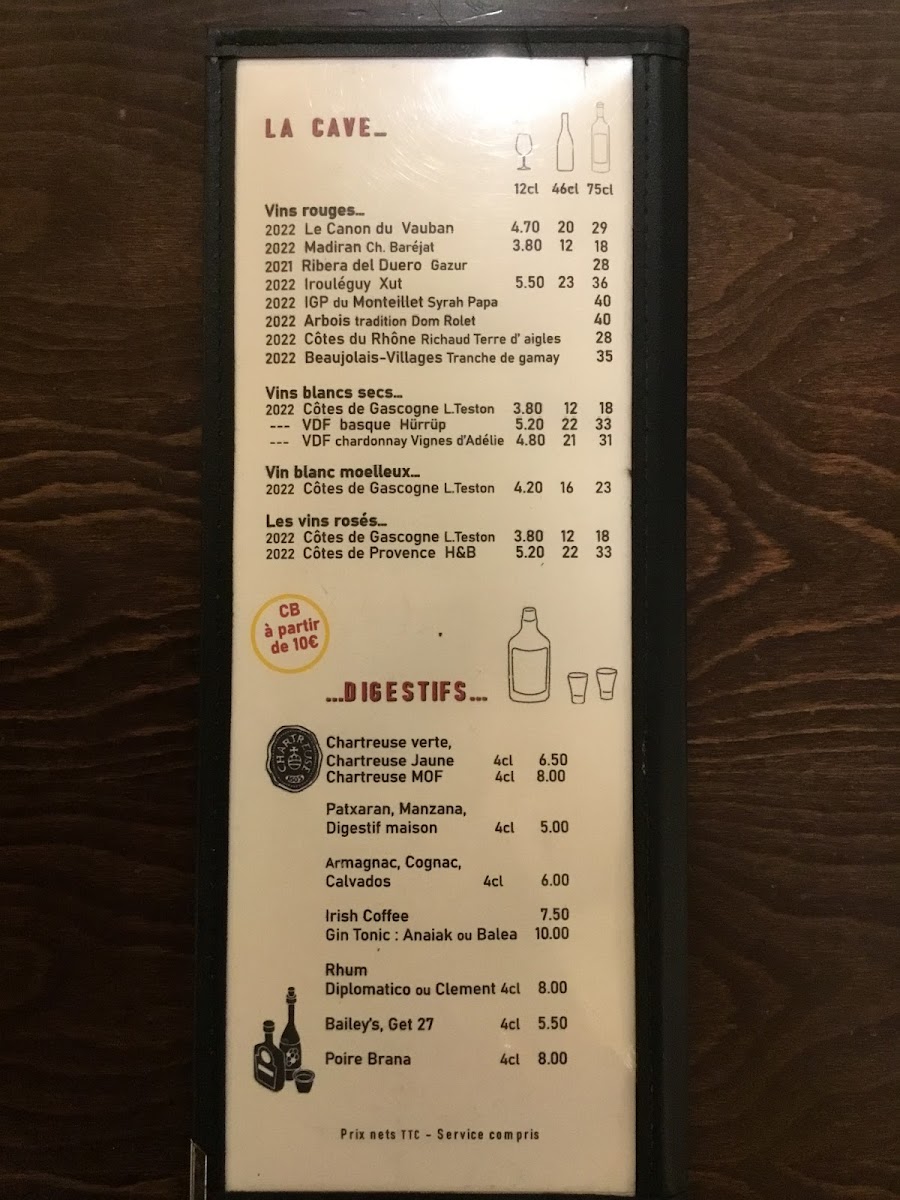 LA CAVE...
12cl 46cl 75cl
Vins rouges...
2022 Le Canon du Vauban 4.70 20 29
2022 Madiran Ch. Baréjat 3.80 12 18
2021 Ribera del Duero Gazur 28
2022 Irouléguy Xut 5.50 23 36
2022 IGP du Monteillet Syrah Papa 40
2022 Arbois tradition Dom Rolet 40
2022 Côtes du Rhône Richaud Terre d' aigles 28
2022 Beaujolais-Villages Tranche de gamay 35
Vins blancs secs...
2022 Côtes de Gascogne L.Teston 3.80 12 18
--- VDF basque Hürrüp 5.20 22 33
--- VDF chardonnay Vignes d'Adélie 4.80 21 31
Vin blanc moelleux...
2022 Côtes de Gascogne L.Teston 4.20 16 23
Les vins rosés...
2022 Côtes de Gascogne L.Teston 3.80 12 18
2022 Côtes de Provence H&B 5.20 22 33
CB
à partir
de 10€
...DIGESTIFS...
CHARTREUSE
Chartreuse verte,
Chartreuse Jaune 4cl 6.50
Chartreuse MOF 4cl 8.00
Patxaran, Manzana,
Digestif maison 4cl 5.00
Armagnac, Cognac,
Calvados 4cl 6.00
Irish Coffee 7.50
Gin Tonic : Anaiak ou Balea 10.00
Rhum
Diplomatico ou Clement 4cl 8.00
Bailey's, Get 27 4cl 5.50
Poire Brana 4cl 8.00
Prix nets TTC - Service compris